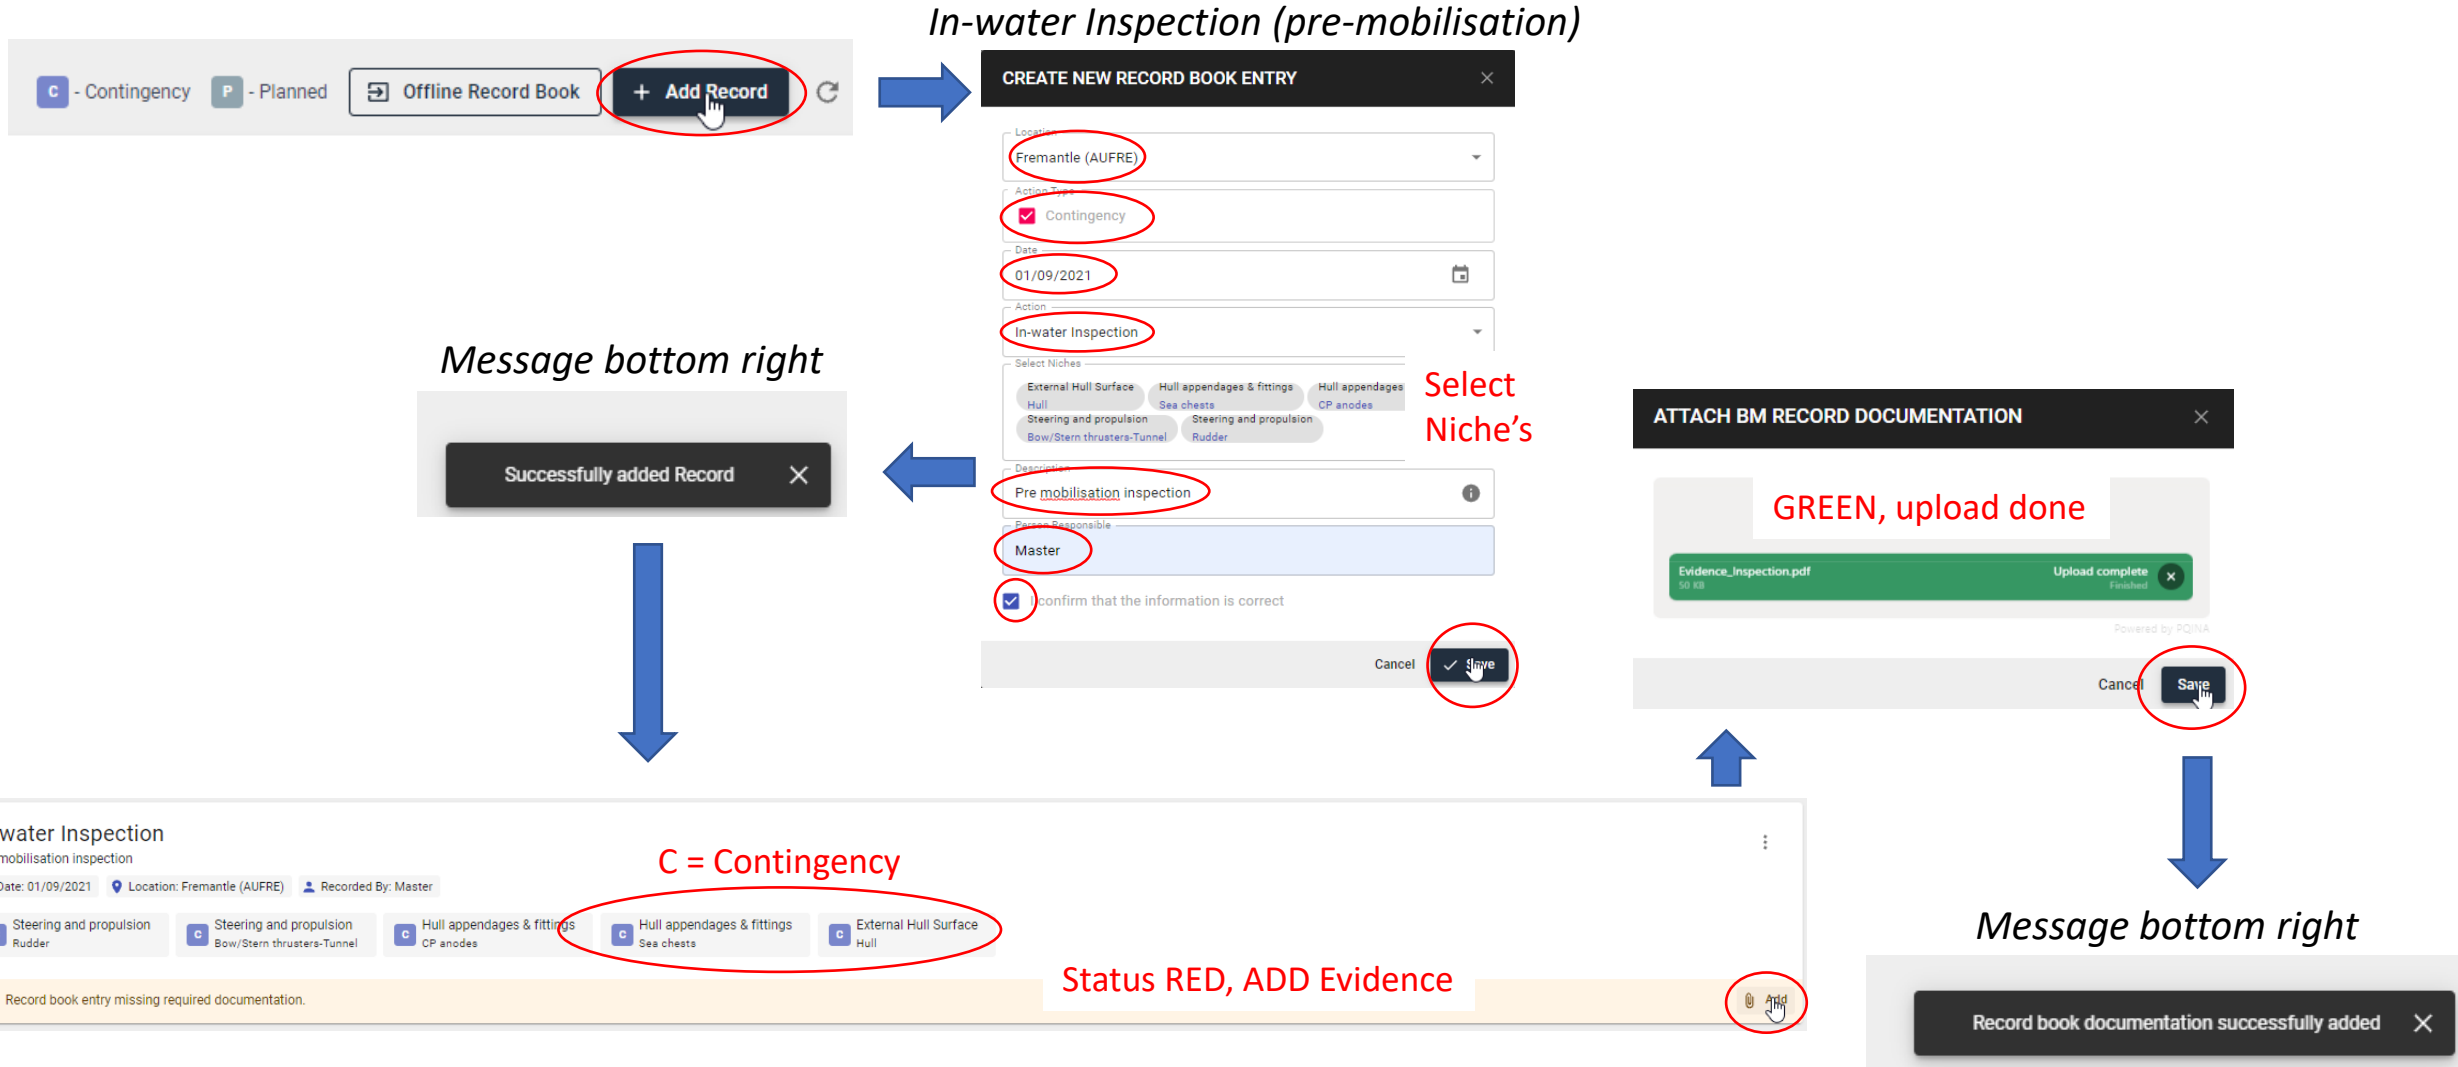 In-water Inspection (pre-mobilisation)
C - Contingency P - Planned Offline Record Book + Add Record
CREATE NEW RECORD BOOK ENTRY
Location
Fremantle (AUFRE)
Action Type
Contingency
Date
01/09/2021
Action
In-water Inspection
Select Niches
External Hull Surface Hull appendages & fittings Hull appendages
Hull Sea chests CP anodes
Steering and propulsion Steering and propulsion
Bow/Stern thrusters-Tunnel Rudder
Select
Niche's
Description
Pre mobilisation inspection
Person Responsible
Master
I confirm that the information is correct
Cancel Save
Message bottom right
Successfully added Record
water Inspection
mobilisation inspection
Date: 01/09/2021 Location: Fremantle (AUFRE) Recorded By: Master
C = Contingency
Steering and propulsion C Steering and propulsion C Hull appendages & fittings C Hull appendages & fittings C External Hull Surface
Rudder Bow/Stern thrusters-Tunnel CP anodes Sea chests Hull
Status RED, ADD Evidence
Record book entry missing required documentation. Add
ATTACH BM RECORD DOCUMENTATION
GREEN, upload done
Evidence_Inspection.pdf Upload complete
50 KB Finished
Powered by PQINA
Cancel Save
Message bottom right
Record book documentation successfully added